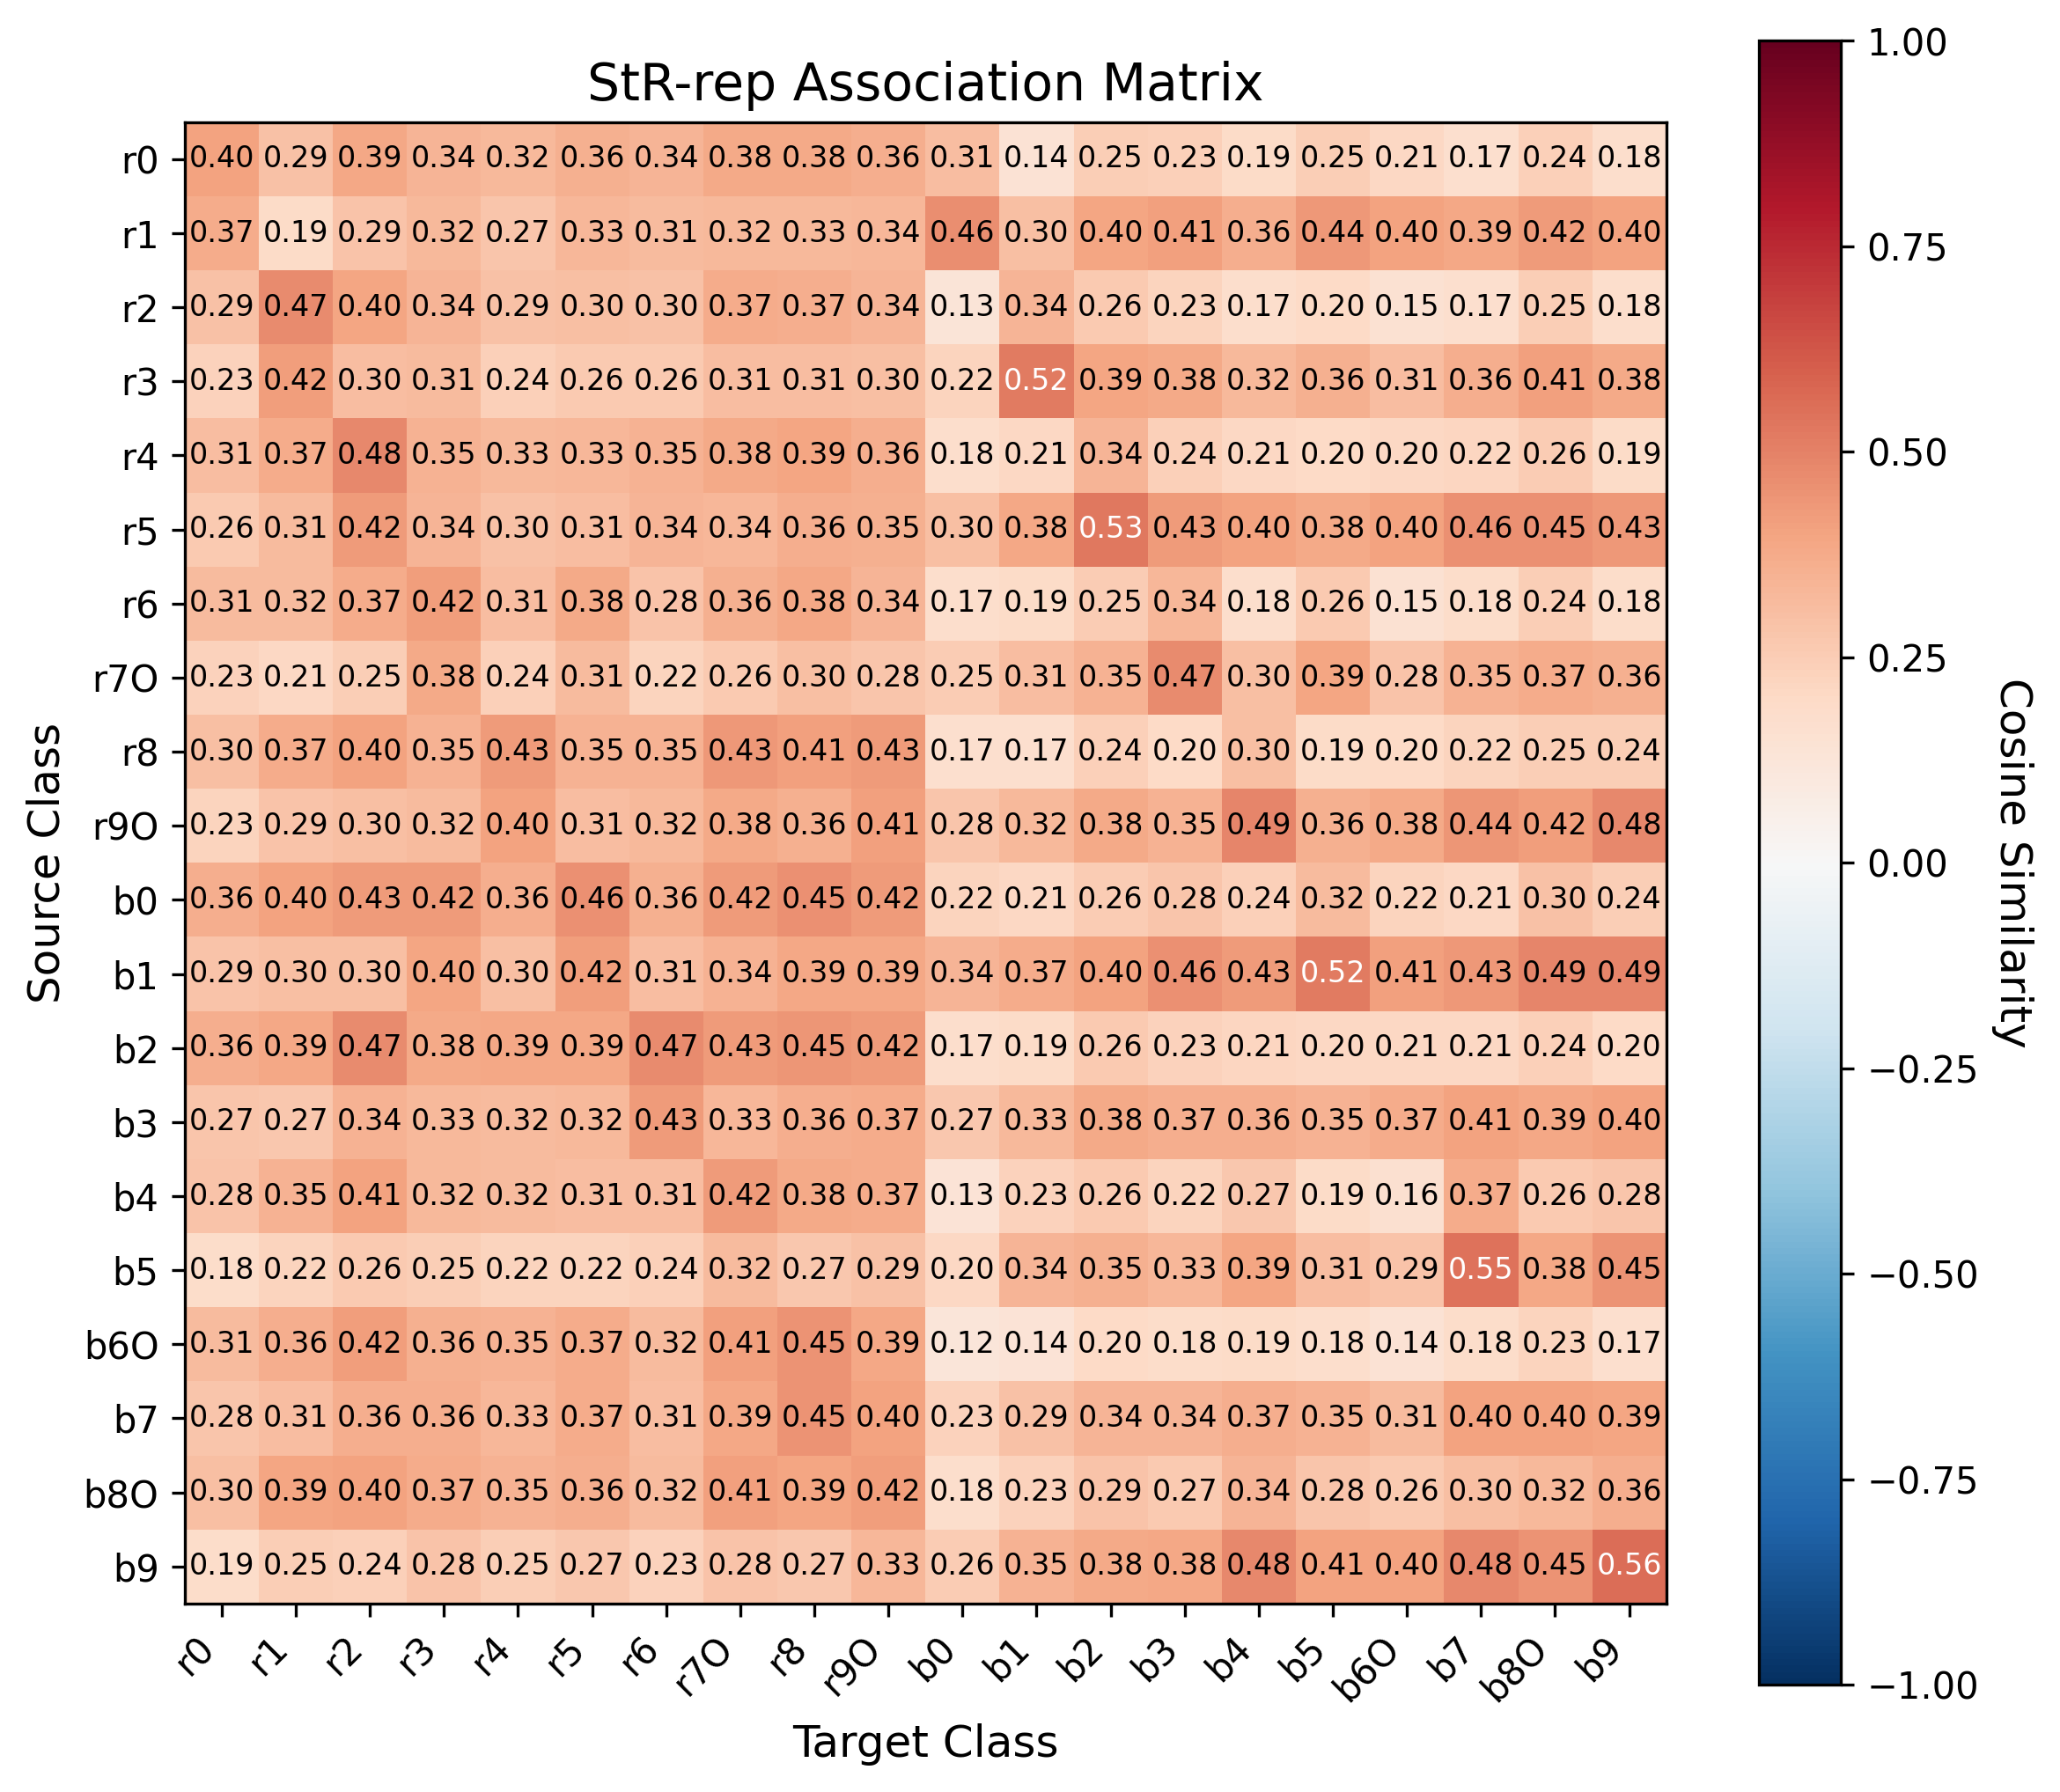 StR-rep Association Matrix
r0 0.40 0.29 0.39 0.34 0.32 0.36 0.34 0.38 0.38 0.36 0.31 0.14 0.25 0.23 0.19 0.25 0.21 0.17 0.24 0.18
r1 0.37 0.19 0.29 0.32 0.27 0.33 0.31 0.32 0.33 0.34 0.46 0.30 0.40 0.41 0.36 0.44 0.40 0.39 0.42 0.40
r2 0.29 0.47 0.40 0.34 0.29 0.30 0.30 0.37 0.37 0.34 0.13 0.34 0.26 0.23 0.17 0.20 0.15 0.17 0.25 0.18
r3 0.23 0.42 0.30 0.31 0.24 0.26 0.26 0.31 0.31 0.30 0.22 0.52 0.39 0.38 0.32 0.36 0.31 0.36 0.41 0.38
r4 0.31 0.37 0.48 0.35 0.33 0.33 0.35 0.38 0.39 0.36 0.18 0.21 0.34 0.24 0.21 0.20 0.20 0.22 0.26 0.19
r5 0.26 0.31 0.42 0.34 0.30 0.31 0.34 0.34 0.36 0.35 0.30 0.38 0.53 0.43 0.40 0.38 0.40 0.46 0.45 0.43
r6 0.31 0.32 0.37 0.42 0.31 0.38 0.28 0.36 0.38 0.34 0.17 0.19 0.25 0.34 0.18 0.26 0.15 0.18 0.24 0.18
r7O 0.23 0.21 0.25 0.38 0.24 0.31 0.22 0.26 0.30 0.28 0.25 0.31 0.35 0.47 0.30 0.39 0.28 0.35 0.37 0.36
r8 0.30 0.37 0.40 0.35 0.43 0.35 0.35 0.43 0.41 0.43 0.17 0.17 0.24 0.20 0.30 0.19 0.20 0.22 0.25 0.24
r9O 0.23 0.29 0.30 0.32 0.40 0.31 0.32 0.38 0.36 0.41 0.28 0.32 0.38 0.35 0.49 0.36 0.38 0.44 0.42 0.48
b0 0.36 0.40 0.43 0.42 0.36 0.46 0.36 0.42 0.45 0.42 0.22 0.21 0.26 0.28 0.24 0.32 0.22 0.21 0.30 0.24
b1 0.29 0.30 0.30 0.40 0.30 0.42 0.31 0.34 0.39 0.39 0.34 0.37 0.40 0.46 0.43 0.52 0.41 0.43 0.49 0.49
b2 0.36 0.39 0.47 0.38 0.39 0.39 0.47 0.43 0.45 0.42 0.17 0.19 0.26 0.23 0.21 0.20 0.21 0.21 0.24 0.20
b3 0.27 0.27 0.34 0.33 0.32 0.32 0.43 0.33 0.36 0.37 0.27 0.33 0.38 0.37 0.36 0.35 0.37 0.41 0.39 0.40
b4 0.28 0.35 0.41 0.32 0.32 0.31 0.31 0.42 0.38 0.37 0.13 0.23 0.26 0.22 0.27 0.19 0.16 0.37 0.26 0.28
b5 0.18 0.22 0.26 0.25 0.22 0.22 0.24 0.32 0.27 0.29 0.20 0.34 0.35 0.33 0.39 0.31 0.29 0.55 0.38 0.45
b6O 0.31 0.36 0.42 0.36 0.35 0.37 0.32 0.41 0.45 0.39 0.12 0.14 0.20 0.18 0.19 0.18 0.14 0.18 0.23 0.17
b7 0.28 0.31 0.36 0.36 0.33 0.37 0.31 0.39 0.45 0.40 0.23 0.29 0.34 0.34 0.37 0.35 0.31 0.40 0.40 0.39
b8O 0.30 0.39 0.40 0.37 0.35 0.36 0.32 0.41 0.39 0.42 0.18 0.23 0.29 0.27 0.34 0.28 0.26 0.30 0.32 0.36
b9 0.19 0.25 0.24 0.28 0.25 0.27 0.23 0.28 0.27 0.33 0.26 0.35 0.38 0.38 0.48 0.41 0.40 0.48 0.45 0.56
r0 r1 r2 r3 r4 r5 r6 r7O r8 r9O b0 b1 b2 b3 b4 b5 b6O b7 b8O b9
Target Class
Source Class
1.00
0.75
0.50
0.25
0.00
−0.25
−0.50
−0.75
−1.00
Cosine Similarity